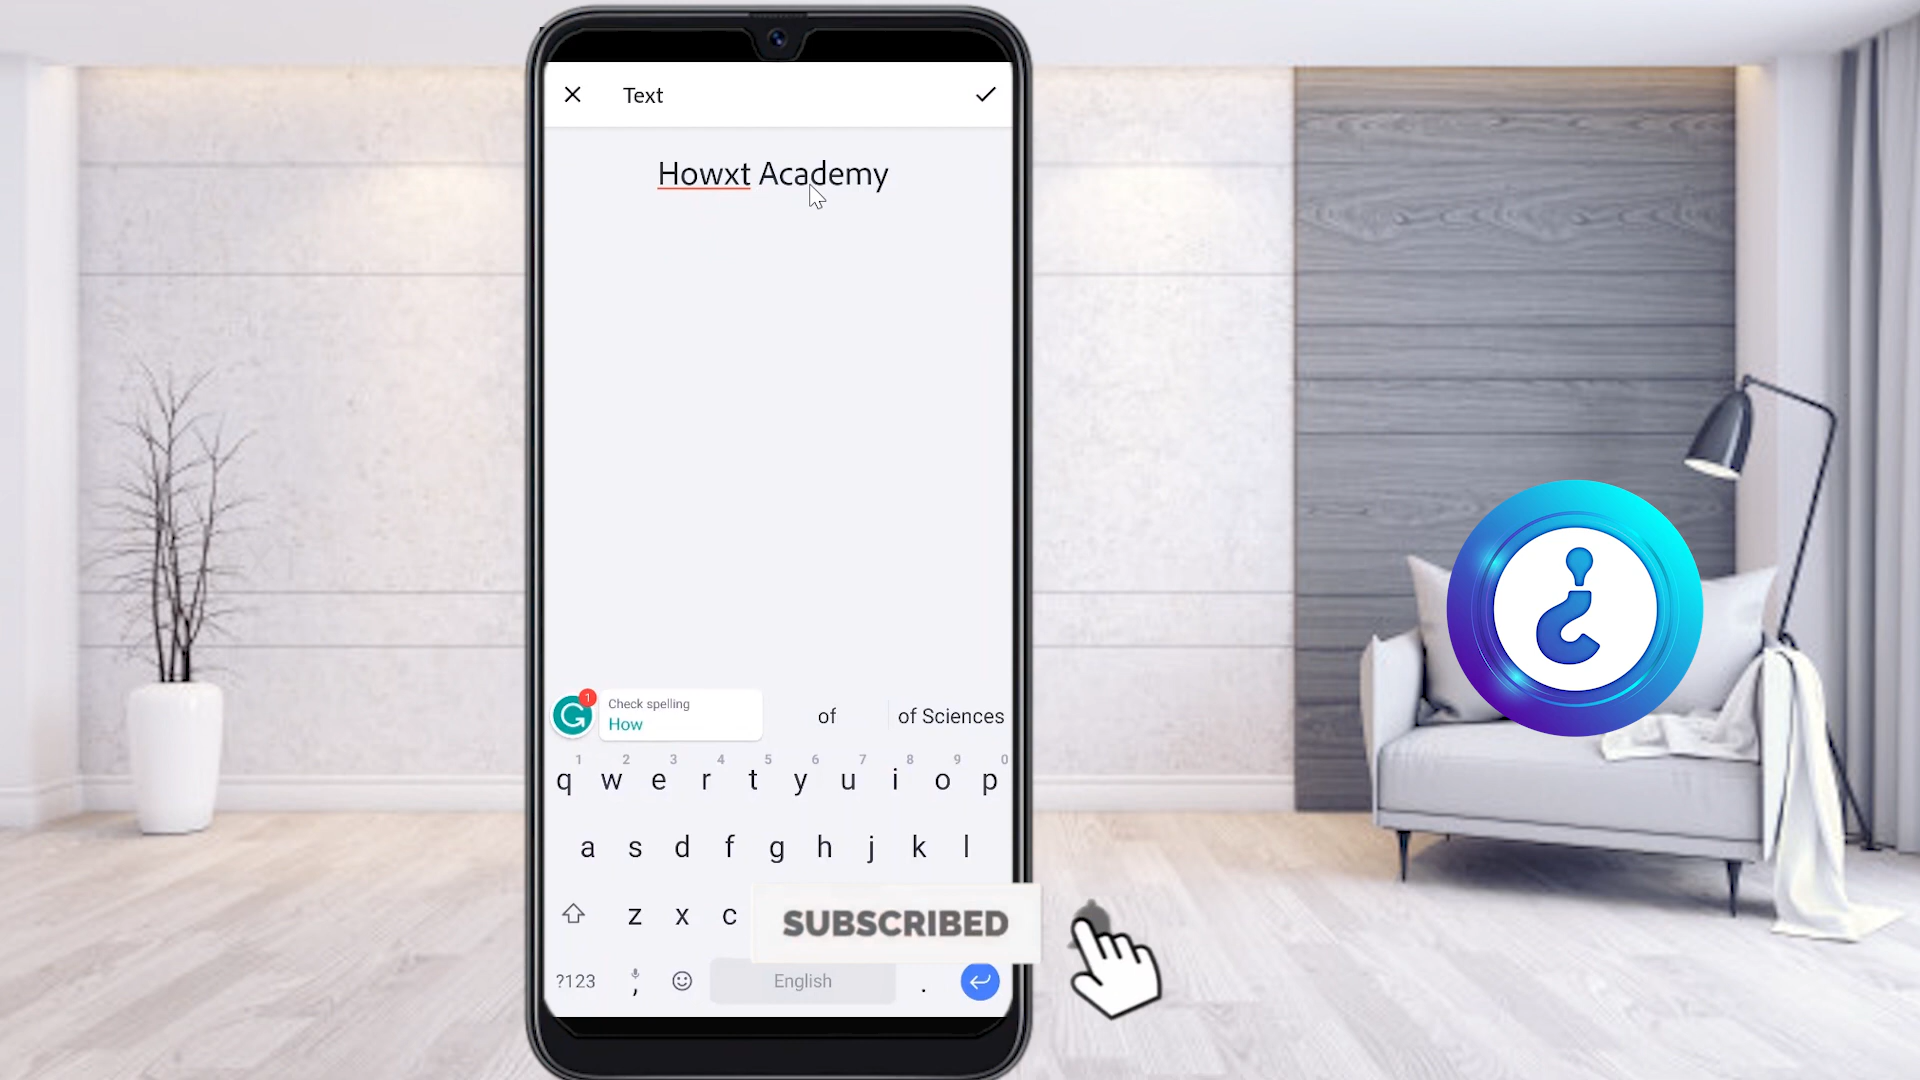 Text
Howxt Academy
1
Check spelling
How
of
of Sciences
1 2 3 4 5 6 7 8 9 0
q w e r t y u i o p
a s d f g h j k l
z x c
SUBSCRIBED
?123 , English .